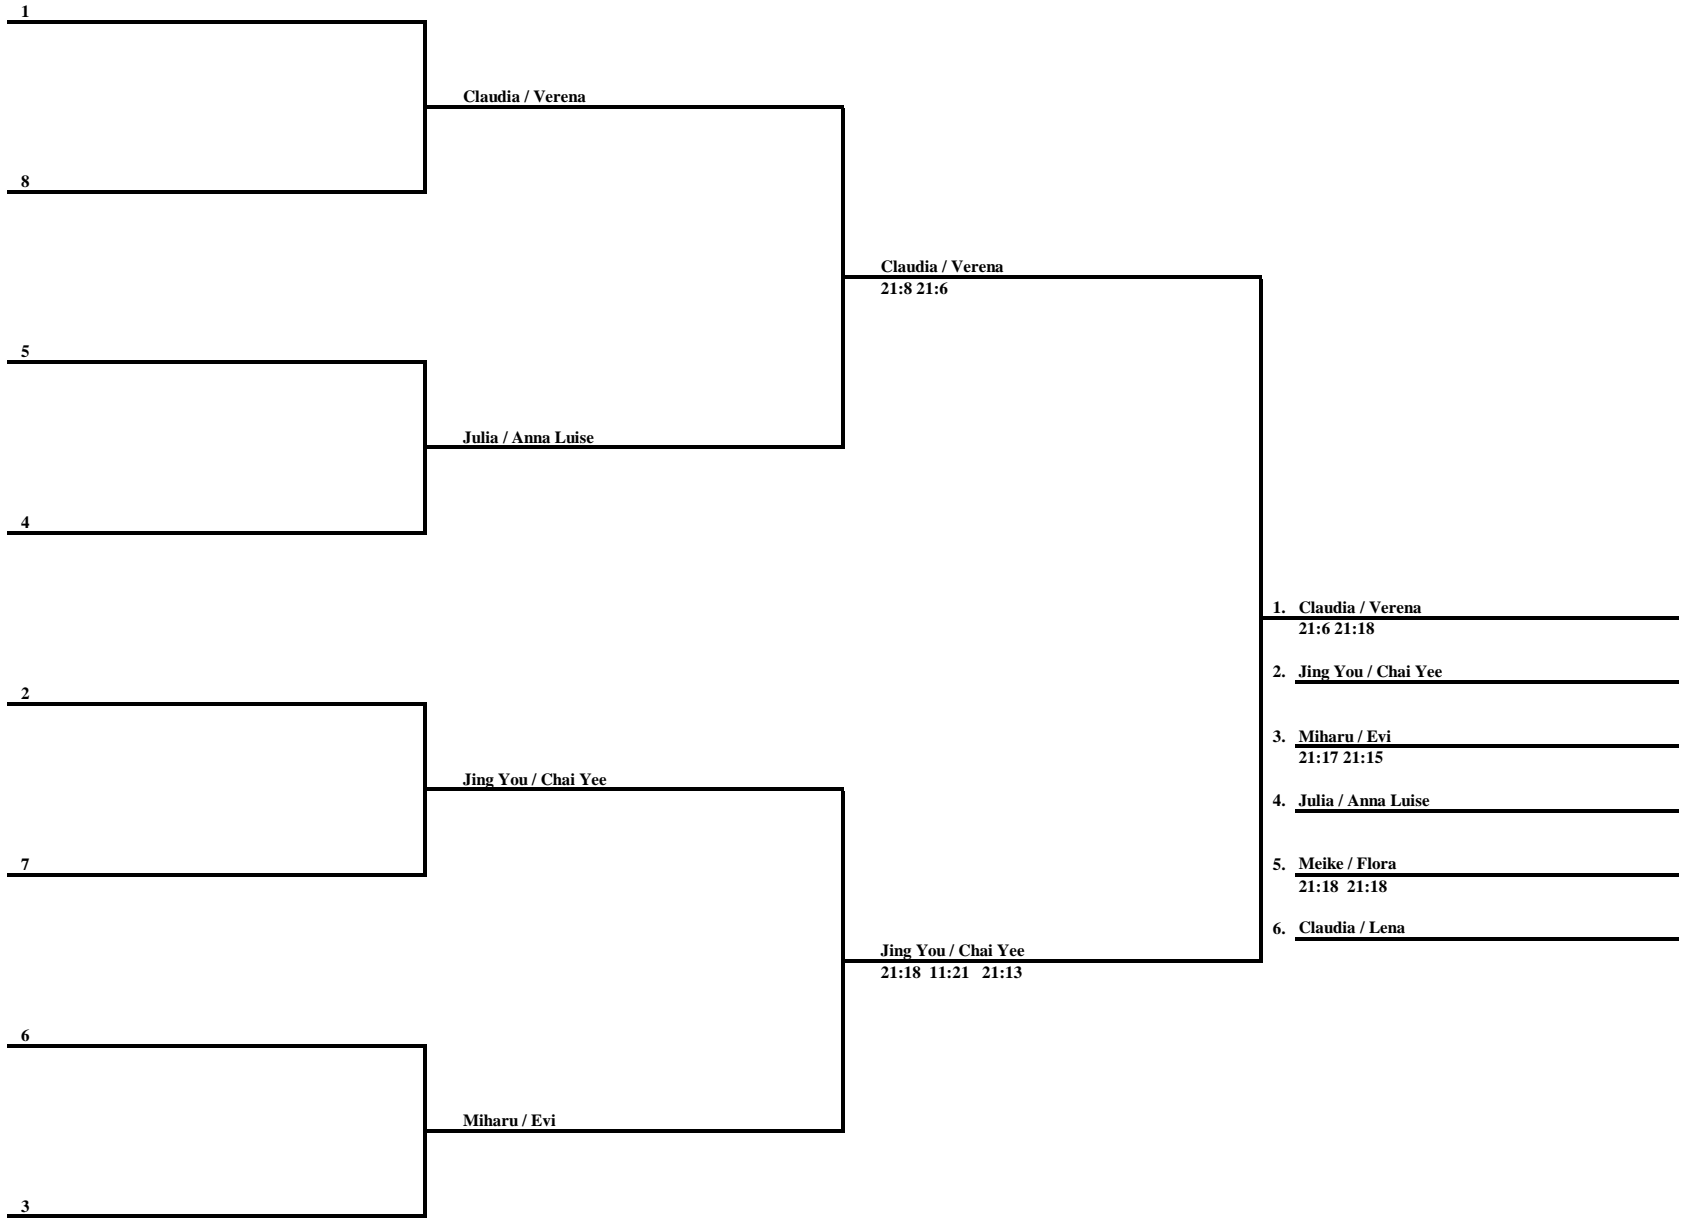 1
Claudia / Verena
8
Claudia / Verena
21:8 21:6
5
Julia / Anna Luise
4
1. Claudia / Verena
21:6 21:18
2. Jing You / Chai Yee
2
3. Miharu / Evi
21:17 21:15
Jing You / Chai Yee
4. Julia / Anna Luise
7
5. Meike / Flora
21:18  21:18
6. Claudia / Lena
Jing You / Chai Yee
21:18  11:21   21:13
6
Miharu / Evi
3